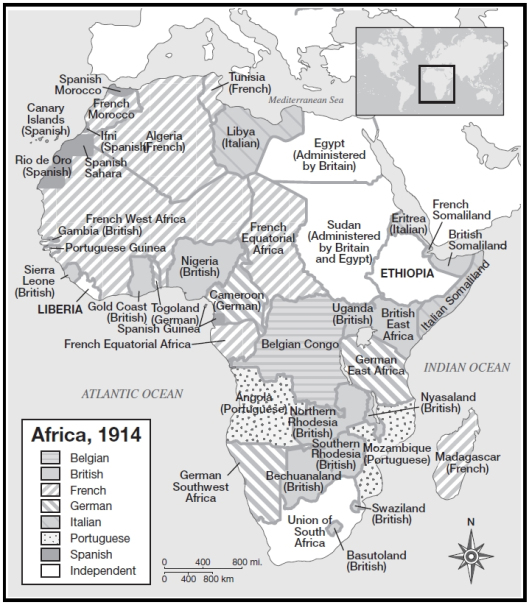 Spanish
Morocco
Tunisia
(French)
Mediterranean Sea
Canary
Islands
(Spanish)
French
Morocco
Ifni
(Spanish)
Algeria
(French)
Libya
(Italian)
Egypt
(Administered
by Britain)
Rio de Oro
(Spanish)
Spanish
Sahara
French West Africa
Gambia (British)
Portuguese Guinea
French
Equatorial
Africa
Sudan
(Administered
by Britain
and Egypt)
Eritrea
(Italian)
French
Somaliland
British
Somaliland
Nigeria
(British)
ETHIOPIA
Italian Somaliland
Sierra
Leone
(British)
LIBERIA
Gold Coast
(British)
Togoland
(German)
Cameroon
(German)
Spanish Guinea
French Equatorial Africa
Uganda
(British)
British
East
Africa
Belgian Congo
German
East Africa
INDIAN OCEAN
ATLANTIC OCEAN
Angola
(Portuguese)
Northern
Rhodesia
(British)
Nyasaland
(British)
Southern
Rhodesia
(British)
Mozambique
(Portuguese)
Madagascar
(French)
German
Southwest
Africa
Bechuanaland
(British)
Swaziland
(British)
Union of
South
Africa
Basutoland
(British)
Africa, 1914
Belgian
British
French
German
Italian
Portuguese
Spanish
Independent
0 400 800 mi.
0 400 800 km
N